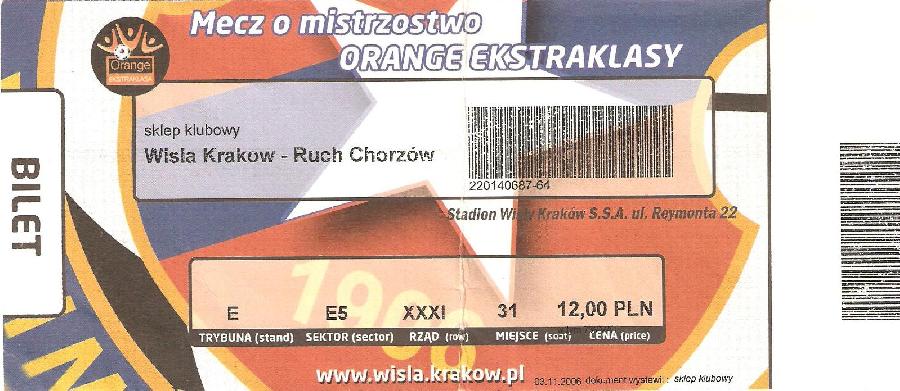 Mecz o mistrzostwo
ORANGE EKSTRAKLASY
Orange
EKSTRAKLASA
sklep klubowy
Wisla Krakow - Ruch Chorzów
220140687-64
Stadion Wisły Kraków S.S.A. ul. Reymonta 22
BILET
1906
E E5 XXXI 31 12,00 PLN
TRYBUNA (stand) SEKTOR (sector) RZĄD (row) MIEJSCE (seat) CENA (price)
www.wisla.krakow.pl
03.11.2006 dokument wystawił : sklep klubowy